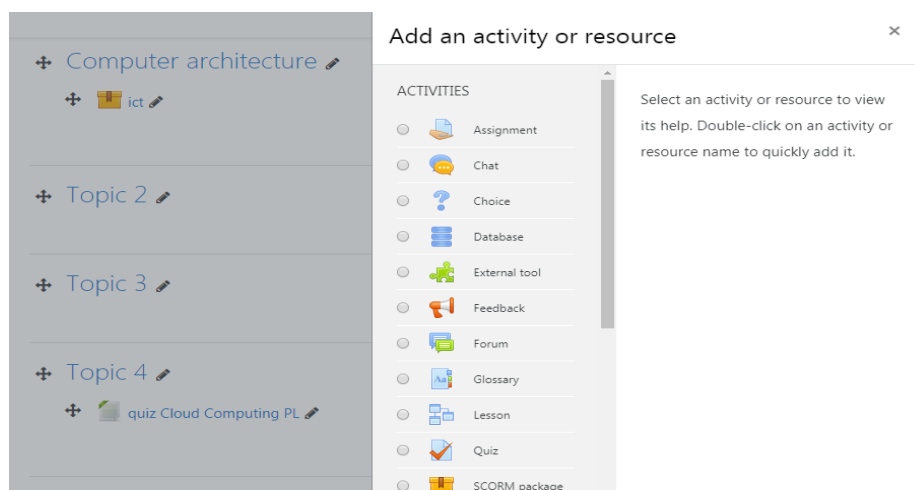 Add an activity or resource
×
Computer architecture
ict
Topic 2
Topic 3
Topic 4
quiz Cloud Computing PL
ACTIVITIES
Assignment
Chat
Choice
Database
External tool
Feedback
Forum
Glossary
Lesson
Quiz
SCORM package
Select an activity or resource to view
its help. Double-click on an activity or
resource name to quickly add it.